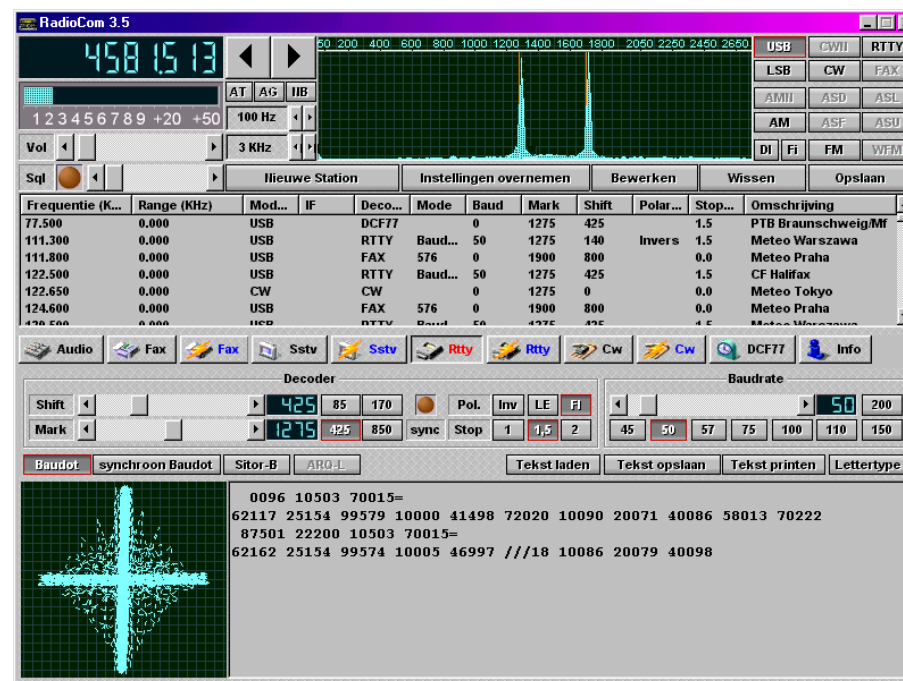 RadioCom 3.5
4581,513
50 200 400 600 800 1000 1200 1400 1600 1800 2050 2250 2450 2650
USB CWN RTTY
LSB CW FAX
AMN ASD ASL
AM ASF ASU
DI FI FM WFM
AT AG NB
1 2 3 4 5 6 7 8 9 +20 +50 100 Hz
Vol 3 KHz
Sql Nieuwe Station Instellingen overnemen Bewerken Wissen Opslaan
Frequentie (K... Range (KHz) Mod... IF Deco... Mode Baud Mark Shift Polar... Stop... Omschrijving
77.500 0.000 USB DCF77 0 1275 425 1.5 PTB Braunschweig/Mf
111.300 0.000 USB RTTY Baud... 50 1275 140 Invers 1.5 Meteo Warszawa
111.800 0.000 USB FAX 576 0 1900 800 0.0 Meteo Praha
122.500 0.000 USB RTTY Baud... 50 1275 425 1.5 CF Halifax
122.650 0.000 CW CW 0 1275 0 0.0 Meteo Tokyo
124.600 0.000 USB FAX 576 0 1900 800 0.0 Meteo Praha
Audio Fax Fax Sstv Sstv Rtty Rtty Cw Cw DCF77 Info
Decoder Baudrate
Shift 425 85 170 Pol. Inv LE FI 50 200
Mark 1275 425 850 sync Stop 1 1,5 2 45 50 57 75 100 110 150
Baudot synchroon Baudot Sitor-B ARQ-L Tekst laden Tekst opslaan Tekst printen Lettertype
0096 10503 70015=
62117 25154 99579 10000 41498 72020 10090 20071 40086 58013 70222
87501 22200 10503 70015=
62162 25154 99574 10005 46997 ///18 10086 20079 40098